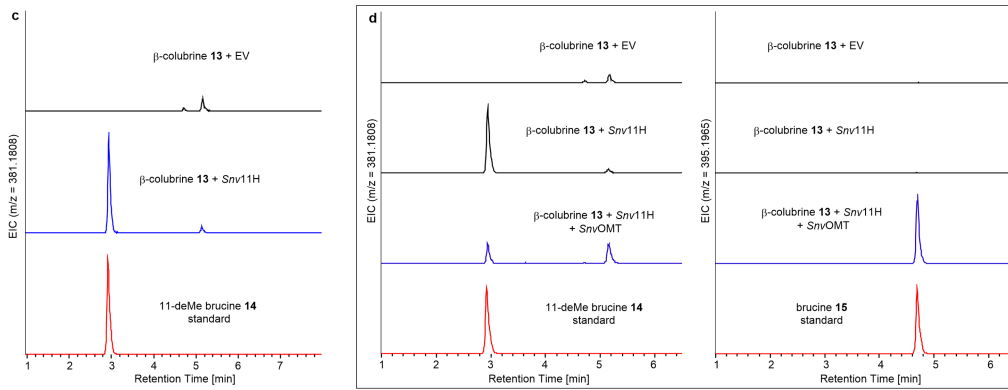 c
EIC (m/z = 381.1808)
β-colubrine 13 + EV
β-colubrine 13 + Snv11H
11-deMe brucine 14
standard
1 2 3 4 5 6 7
Retention Time [min]
d
EIC (m/z = 381.1808)
β-colubrine 13 + EV
β-colubrine 13 + Snv11H
β-colubrine 13 + Snv11H
+ SnvOMT
11-deMe brucine 14
standard
1 2 3 4 5 6
Retention Time [min]
EIC (m/z = 395.1965)
β-colubrine 13 + EV
β-colubrine 13 + Snv11H
β-colubrine 13 + Snv11H
+ SnvOMT
brucine 15
standard
1 2 3 4 5 6
Retention Time [min]